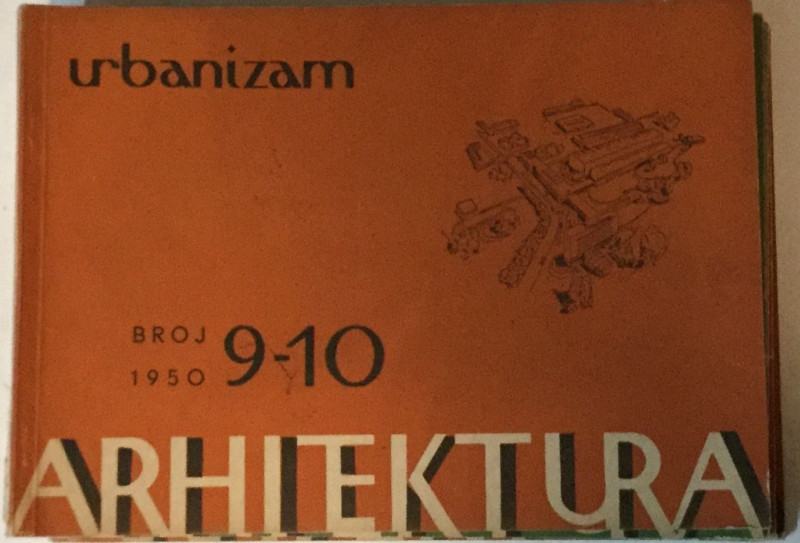 urbanizam
BROJ 9-10
1950
ARHITEKTURA